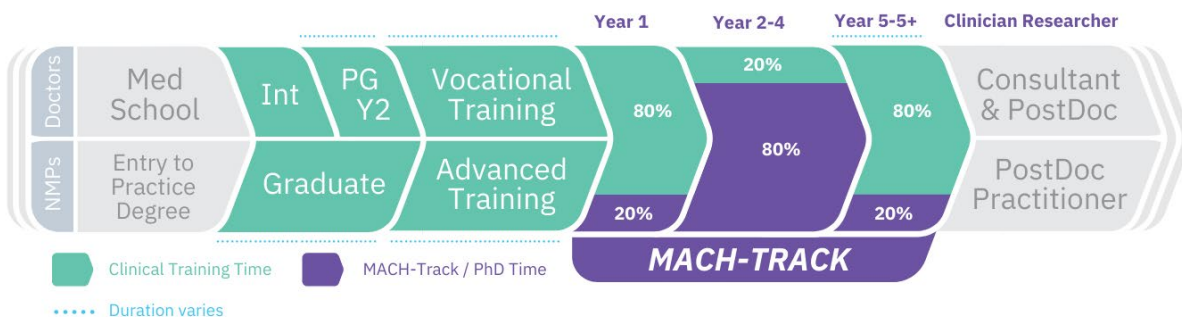 Year 1
Year 2-4
Year 5-5+
Clinician Researcher
Doctors
Med
School
Int
PG
Y2
Vocational
Training
80%
20%
80%
80%
Consultant
& PostDoc
NMPs
Entry to
Practice
Degree
Graduate
Advanced
Training
20%
20%
PostDoc
Practitioner
MACH-TRACK
Clinical Training Time
MACH-Track / PhD Time
Duration varies